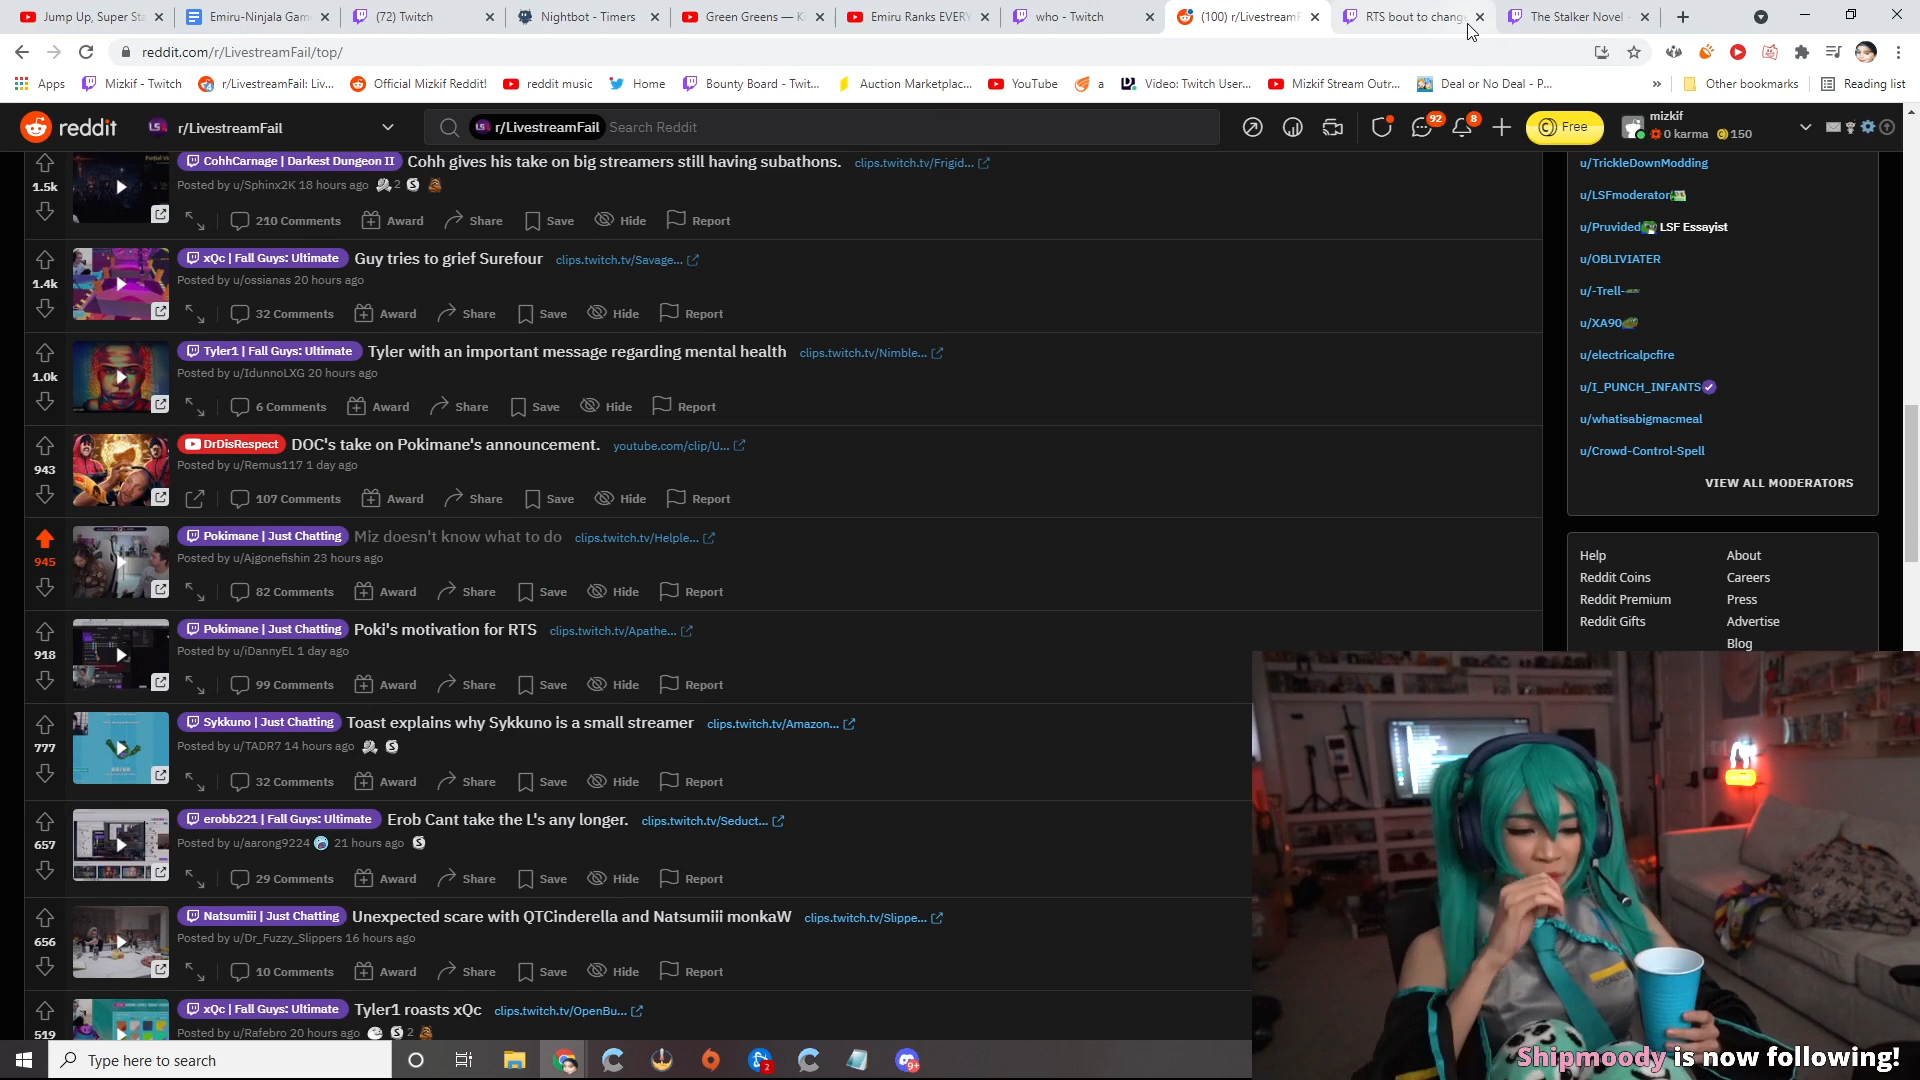 Jump Up, Super Sta
Emiru-Ninjala Gam
(72) Twitch
Nightbot - Timers
Green Greens — Ki
Emiru Ranks EVERY
who - Twitch
(100) r/LivestreamF
RTS bout to change
The Stalker Novel -
reddit.com/r/LivestreamFail/top/
Apps
Mizkif - Twitch
r/LivestreamFail: Liv...
Official Mizkif Reddit!
reddit music
Home
Bounty Board - Twit...
Auction Marketplac...
YouTube
a
Video: Twitch User...
Mizkif Stream Outr...
Deal or No Deal - P...
»
Other bookmarks
Reading list
reddit
r/LivestreamFail
r/LivestreamFail Search Reddit
92
8
Free
mizkif
0 karma 150
1.5k
CohhCarnage | Darkest Dungeon II Cohh gives his take on big streamers still having subathons. clips.twitch.tv/Frigid...
Posted by u/Sphinx2K 18 hours ago 2
210 Comments Award Share Save Hide Report
1.4k
xQc | Fall Guys: Ultimate Guy tries to grief Surefour clips.twitch.tv/Savage...
Posted by u/ossianas 20 hours ago
32 Comments Award Share Save Hide Report
1.0k
Tyler1 | Fall Guys: Ultimate Tyler with an important message regarding mental health clips.twitch.tv/Nimble...
Posted by u/IdunnoLXG 20 hours ago
6 Comments Award Share Save Hide Report
943
DrDisRespect DOC's take on Pokimane's announcement. youtube.com/clip/U...
Posted by u/Remus117 1 day ago
107 Comments Award Share Save Hide Report
945
Pokimane | Just Chatting Miz doesn't know what to do clips.twitch.tv/Helple...
Posted by u/Ajgonefishin 23 hours ago
82 Comments Award Share Save Hide Report
918
Pokimane | Just Chatting Poki's motivation for RTS clips.twitch.tv/Apathe...
Posted by u/iDannyEL 1 day ago
99 Comments Award Share Save Hide Report
777
Sykkuno | Just Chatting Toast explains why Sykkuno is a small streamer clips.twitch.tv/Amazon...
Posted by u/TADR7 14 hours ago
32 Comments Award Share Save Hide Report
657
erobb221 | Fall Guys: Ultimate Erob Cant take the L's any longer. clips.twitch.tv/Seduct...
Posted by u/aarong9224 21 hours ago
29 Comments Award Share Save Hide Report
656
Natsumiii | Just Chatting Unexpected scare with QTCinderella and Natsumiii monkaW clips.twitch.tv/Slippe...
Posted by u/Dr_Fuzzy_Slippers 16 hours ago
10 Comments Award Share Save Hide Report
519
xQc | Fall Guys: Ultimate Tyler1 roasts xQc clips.twitch.tv/OpenBu...
Posted by u/Rafebro 20 hours ago 2
u/TrickleDownModding
u/LSFmoderator
u/Pruvided LSF Essayist
u/OBLIVIATER
u/-Trell-
u/XA90
u/electricalpcfire
u/I_PUNCH_INFANTS
u/whatisabigmacmeal
u/Crowd-Control-Spell
VIEW ALL MODERATORS
Help About
Reddit Coins Careers
Reddit Premium Press
Reddit Gifts Advertise
Blog
Type here to search
2
9+
Shipmoody is now following!